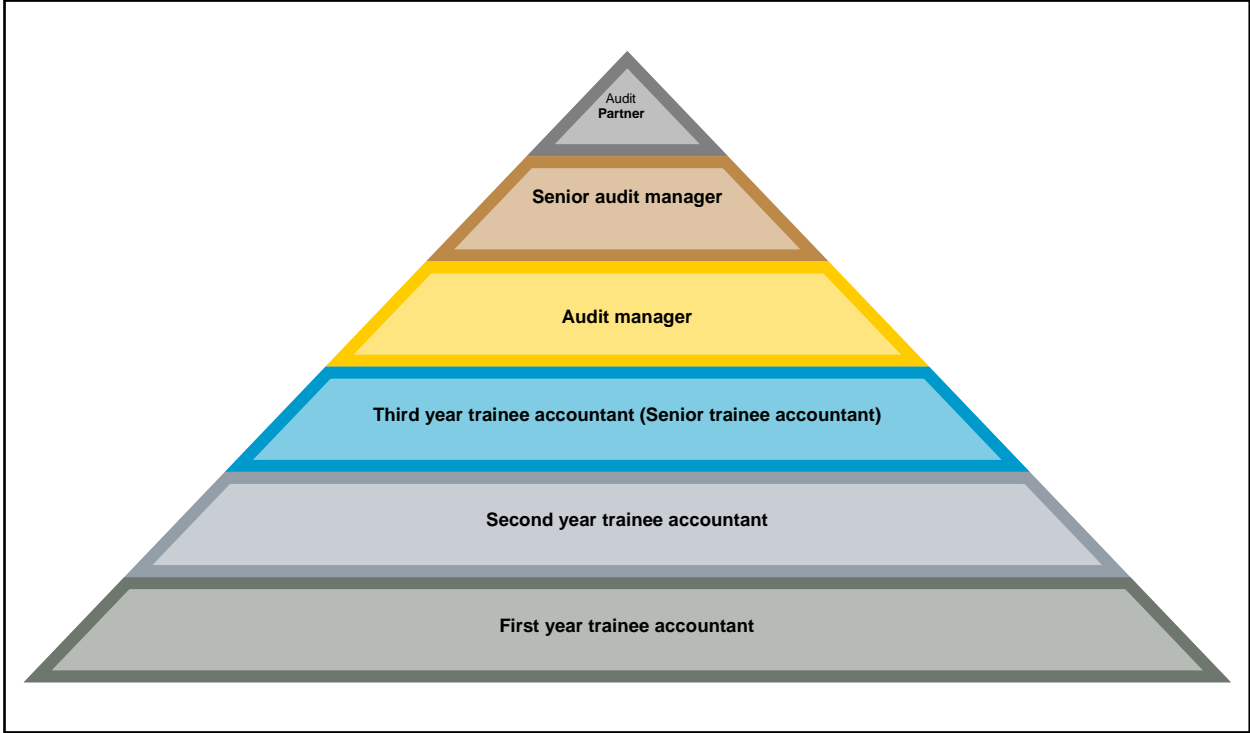 Audit
Partner
Senior audit manager
Audit manager
Third year trainee accountant (Senior trainee accountant)
Second year trainee accountant
First year trainee accountant